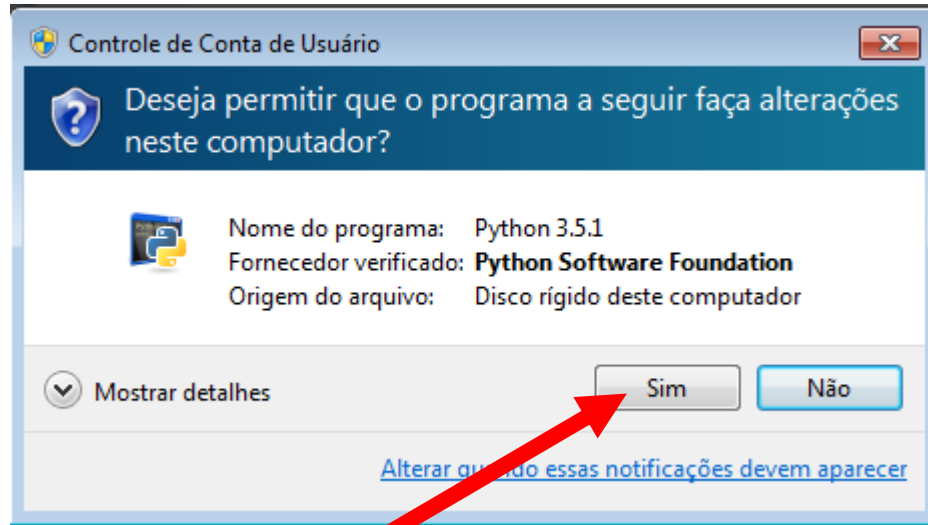 Controle de Conta de Usuário
Deseja permitir que o programa a seguir faça alterações
neste computador?
Nome do programa: Python 3.5.1
Fornecedor verificado: Python Software Foundation
Origem do arquivo: Disco rígido deste computador
Mostrar detalhes
Sim
Não
Alterar quando essas notificações devem aparecer